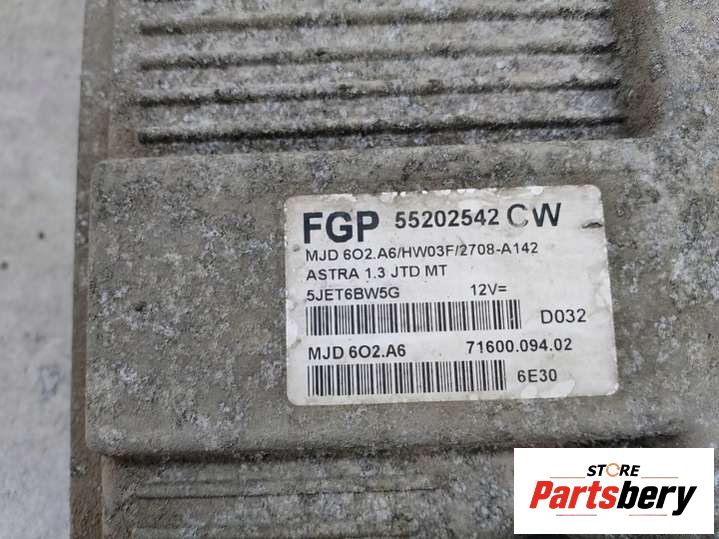 FGP 55202542 CW
MJD 6O2.A6/HW03F/2708-A142
ASTRA 1.3 JTD MT
5JET6BW5G 12V=
D032
MJD 6O2.A6 71600.094.02
6E30
STORE
Partsbery